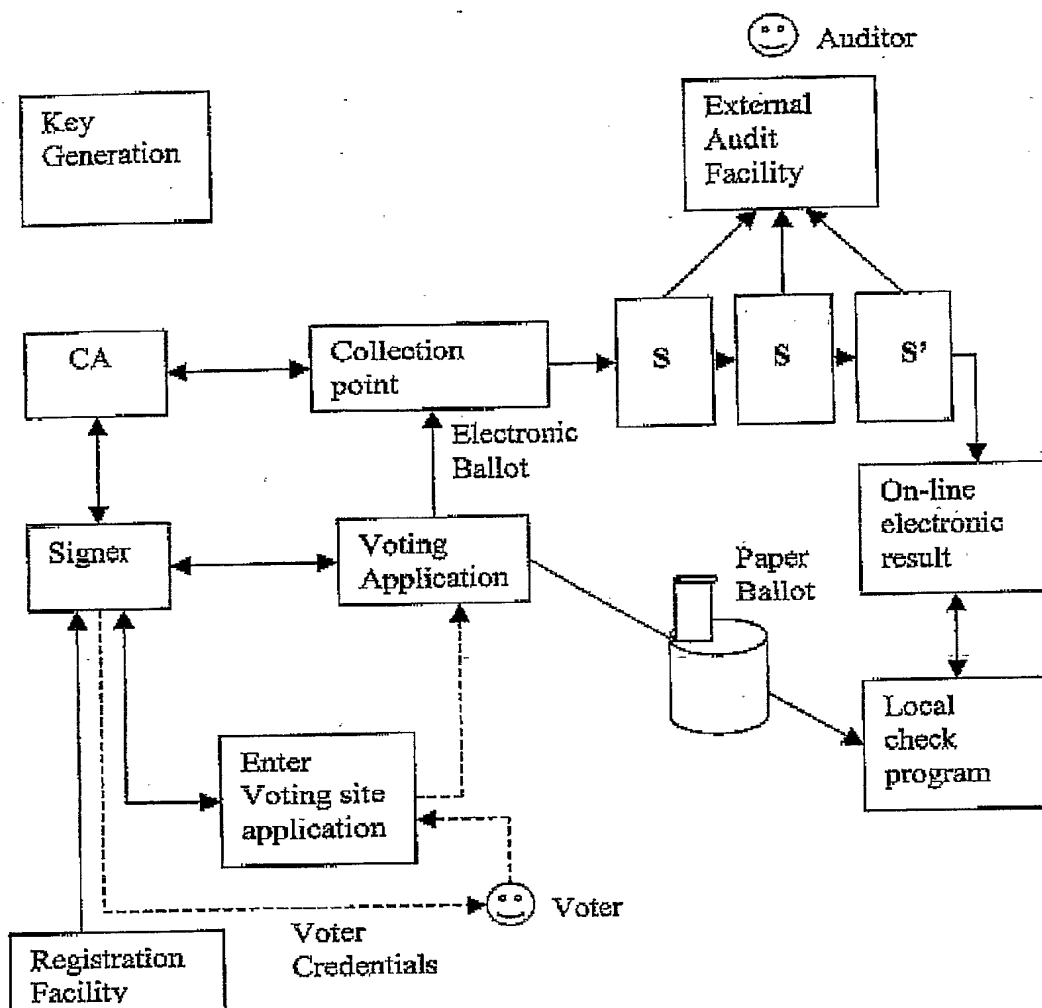 Auditor
Key
Generation
External
Audit
Facility
CA
Collection
point
S
S
S'
Electronic
Ballot
On-line
electronic
result
Signer
Voting
Application
Paper
Ballot
Local
check
program
Enter
Voting site
application
Voter
Voter
Credentials
Registration
Facility